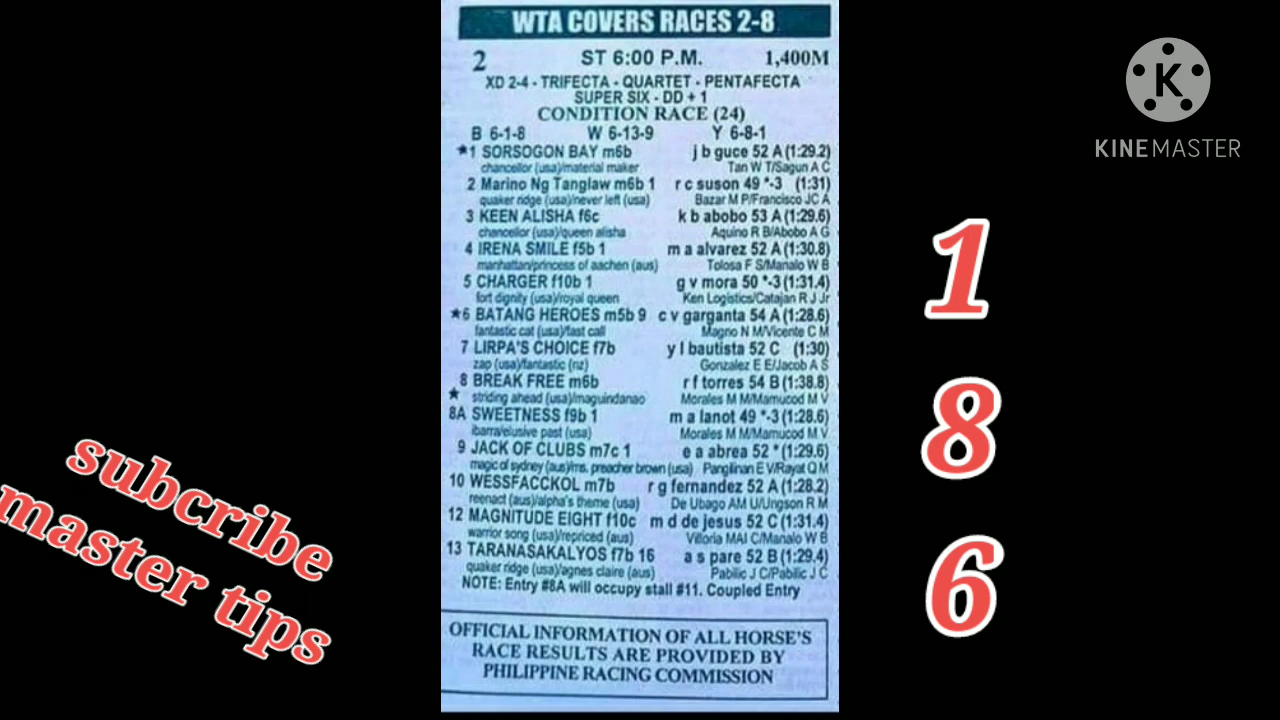 WTA COVERS RACES 2-8
2 ST 6:00 P.M. 1,400M
XD 2-4 - TRIFECTA - QUARTET - PENTAFECTA
SUPER SIX - DD + 1
CONDITION RACE (24)
B 6-1-8 W 6-13-9 Y 6-8-1
★1 SORSOGON BAY m6b j b guce 52 A (1:29.2)
chancellor (usa)/material maker Tan W T/Sagun A C
2 Marino Ng Tanglaw m6b 1 r c suson 49 *-3 (1:31)
quaker ridge (usa)/never left (usa) Bazar M P/Francisco JC A
3 KEEN ALISHA f6c k b abobo 53 A (1:29.6)
chancellor (usa)/queen alisha Aquino R B/Abobo A G
4 IRENA SMILE f5b 1 m a alvarez 52 A (1:30.8)
manhattan/princess of aachen (aus) Tolosa F S/Manalo W B
5 CHARGER f10b 1 g v mora 50 *-3 (1:31.4)
fort dignity (usa)/royal queen Ken Logistics/Catajan R J Jr
★6 BATANG HEROES m5b 9 c v garganta 54 A (1:28.6)
fantastic cat (usa)/fast call Magno N M/Vicente C M
7 LIRPA'S CHOICE f7b y l bautista 52 C (1:30)
zap (usa)/fantastic (nz) Gonzalez E E/Jacob A S
8 BREAK FREE m6b r f torres 54 B (1:38.8)
★ striding ahead (usa)/maguindanao Morales M M/Mamucod M V
8A SWEETNESS f9b 1 m a lanot 49 *-3 (1:28.6)
ibarra/elusive past (usa) Morales M M/Mamucod M V
9 JACK OF CLUBS m7c 1 e a abrea 52 * (1:29.6)
magic of sydney (aus)/ms. preacher brown (usa) Pangilinan E V/Rayat Q M
10 WESSFACCKOL m7b r g fernandez 52 A (1:28.2)
reenact (aus)/alpha's theme (usa) De Ubago AM U/Ungson R M
12 MAGNITUDE EIGHT f10c m d de jesus 52 C (1:31.4)
warrior song (usa)/repriced (aus) Villoria MAJ C/Manalo W B
13 TARANASAKALYOS f7b 16 a s pare 52 B (1:29.4)
quaker ridge (usa)/agnes claire (aus) Pabilic J C/Pabilic J C
NOTE: Entry #8A will occupy stall #11. Coupled Entry
OFFICIAL INFORMATION OF ALL HORSE'S
RACE RESULTS ARE PROVIDED BY
PHILIPPINE RACING COMMISSION
K
KINEMASTER
1
8
6
subcribe
master tips